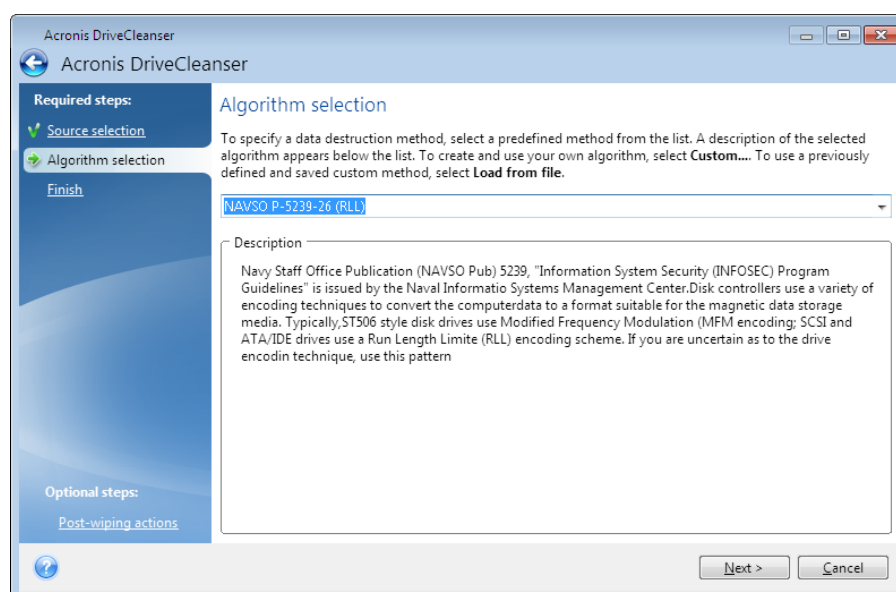 Acronis DriveCleanser
Acronis DriveCleanser
Required steps:
Source selection
Algorithm selection
Finish
Optional steps:
Post-wiping actions
Algorithm selection
To specify a data destruction method, select a predefined method from the list. A description of the selected
algorithm appears below the list. To create and use your own algorithm, select Custom.... To use a previously
defined and saved custom method, select Load from file.
NAVSO P-5239-26 (RLL)
Description
Navy Staff Office Publication (NAVSO Pub) 5239, "Information System Security (INFOSEC) Program
Guidelines" is issued by the Naval Informatio Systems Management Center.Disk controllers use a variety of
encoding techniques to convert the computerdata to a format suitable for the magnetic data storage
media. Typically,ST506 style disk drives use Modified Frequency Modulation (MFM encoding; SCSI and
ATA/IDE drives use a Run Length Limite (RLL) encoding scheme. If you are uncertain as to the drive
encodin technique, use this pattern
Next >
Cancel